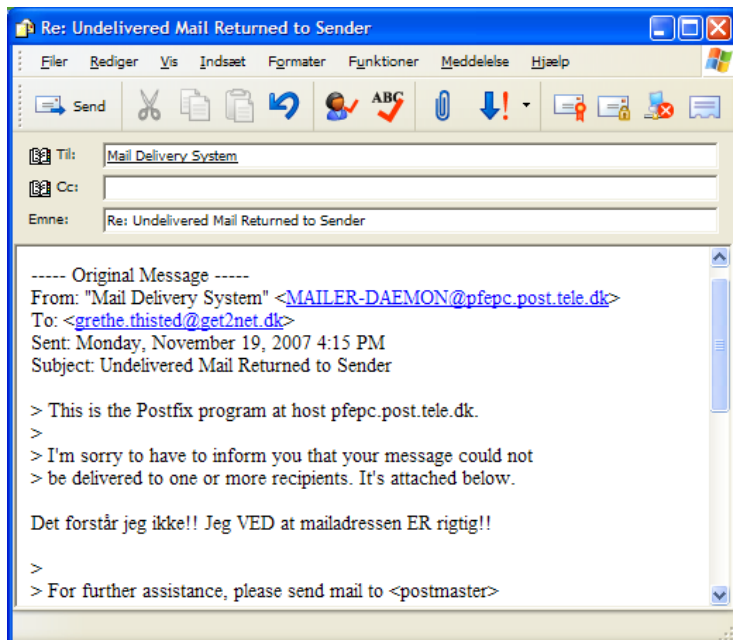 Re: Undelivered Mail Returned to Sender
Filer Rediger Vis Indsæt Formater Funktioner Meddelelse Hjælp
Send ABC
Til: Mail Delivery System
Cc:
Emne: Re: Undelivered Mail Returned to Sender
----- Original Message -----
From: "Mail Delivery System" <MAILER-DAEMON@pfepc.post.tele.dk>
To: <grethe.thisted@get2net.dk>
Sent: Monday, November 19, 2007 4:15 PM
Subject: Undelivered Mail Returned to Sender
> This is the Postfix program at host pfepc.post.tele.dk.
>
> I'm sorry to have to inform you that your message could not
> be delivered to one or more recipients. It's attached below.
Det forstår jeg ikke!! Jeg VED at mailadressen ER rigtig!!
>
> For further assistance, please send mail to <postmaster>